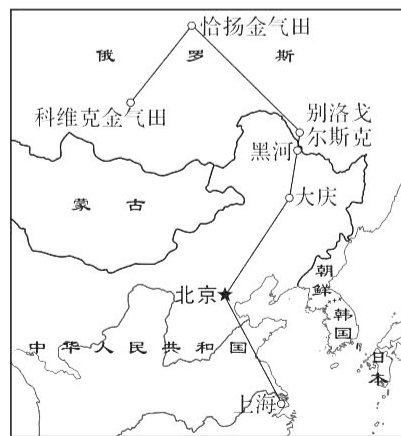 恰扬金气田
俄罗斯
科维克金气田
别洛戈
尔斯克
黑河
蒙古
大庆
朝鲜
北京
韩国
中华人民共和国
日本
上海